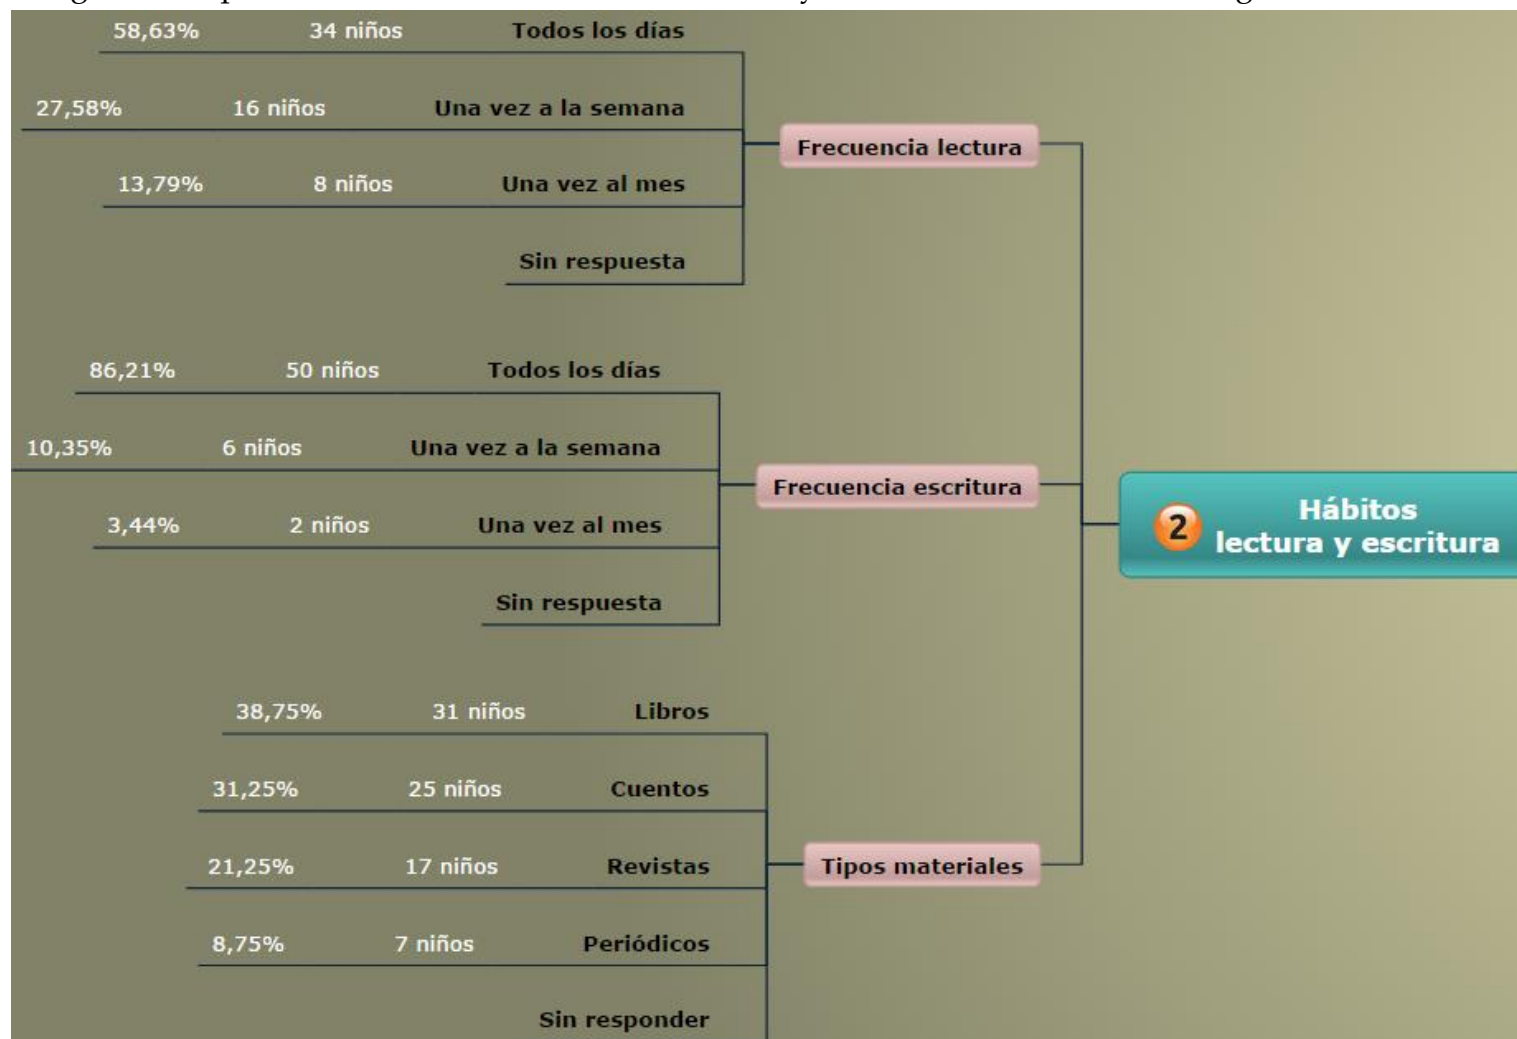 58,63% 34 niños Todos los días
27,58% 16 niños Una vez a la semana
13,79% 8 niños Una vez al mes
Sin respuesta
Frecuencia lectura
86,21% 50 niños Todos los días
10,35% 6 niños Una vez a la semana
3,44% 2 niños Una vez al mes
Sin respuesta
Frecuencia escritura
38,75% 31 niños Libros
31,25% 25 niños Cuentos
21,25% 17 niños Revistas
8,75% 7 niños Periódicos
Sin responder
Tipos materiales
2 Hábitos
lectura y escritura